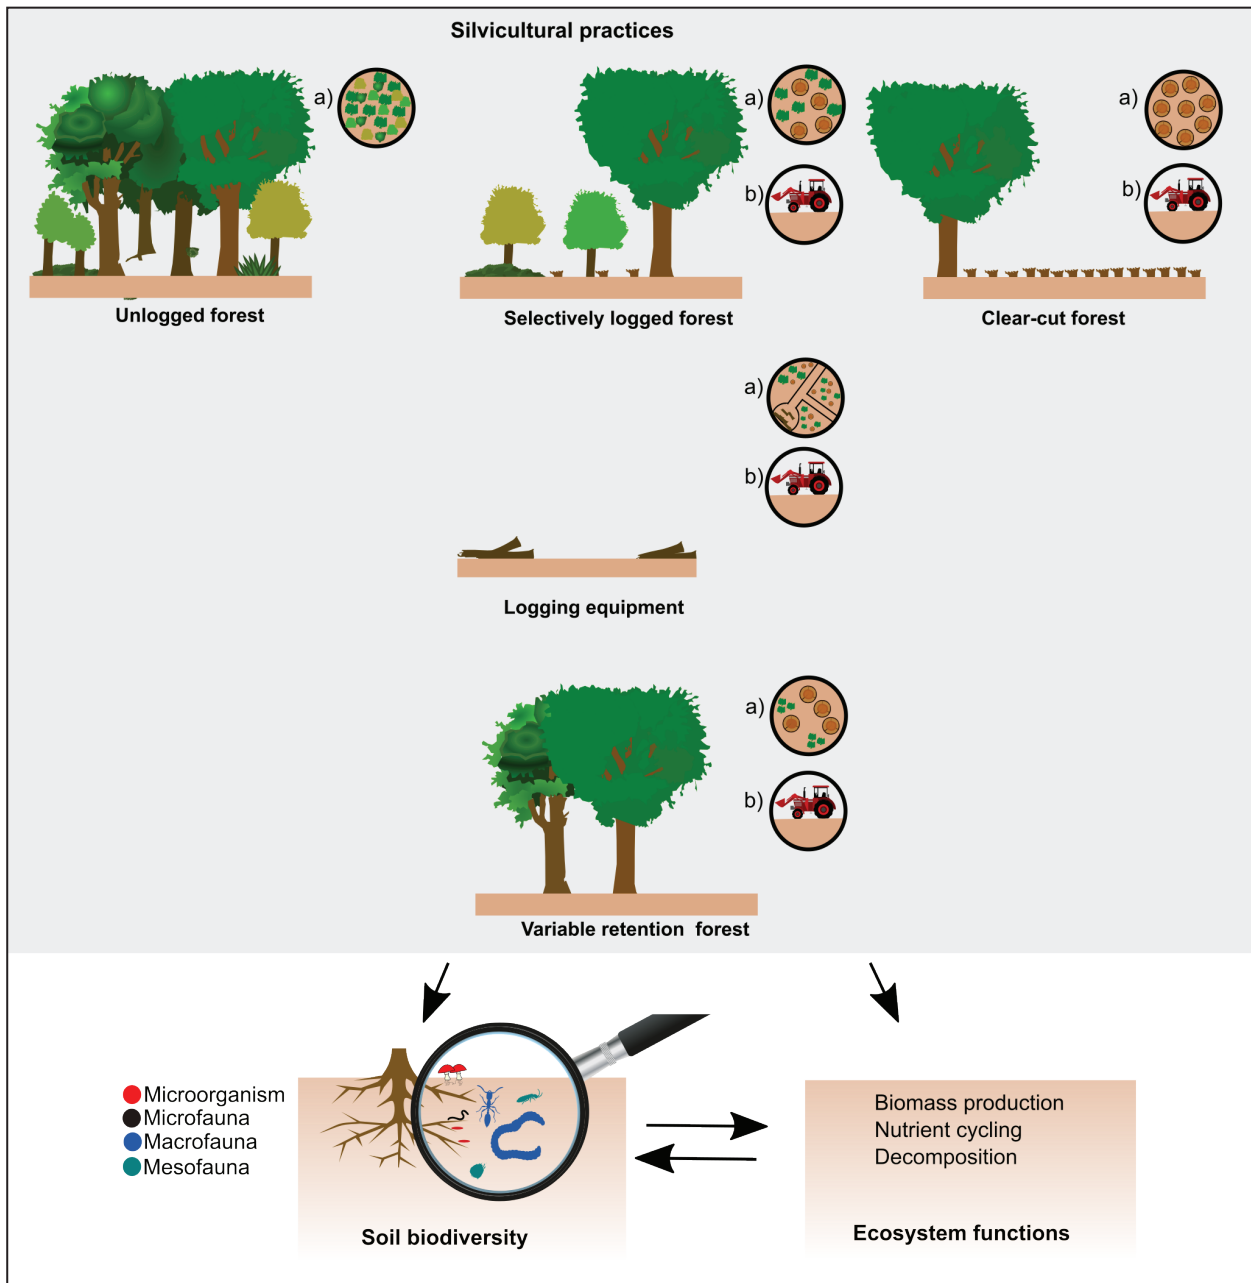 Silvicultural practices
a)
a)
b)
a)
b)
Unlogged forest
Selectively logged forest
Clear-cut forest
a)
b)
Logging equipment
a)
b)
Variable retention forest
Microorganism
Microfauna
Macrofauna
Mesofauna
Soil biodiversity
Biomass production
Nutrient cycling
Decomposition
Ecosystem functions